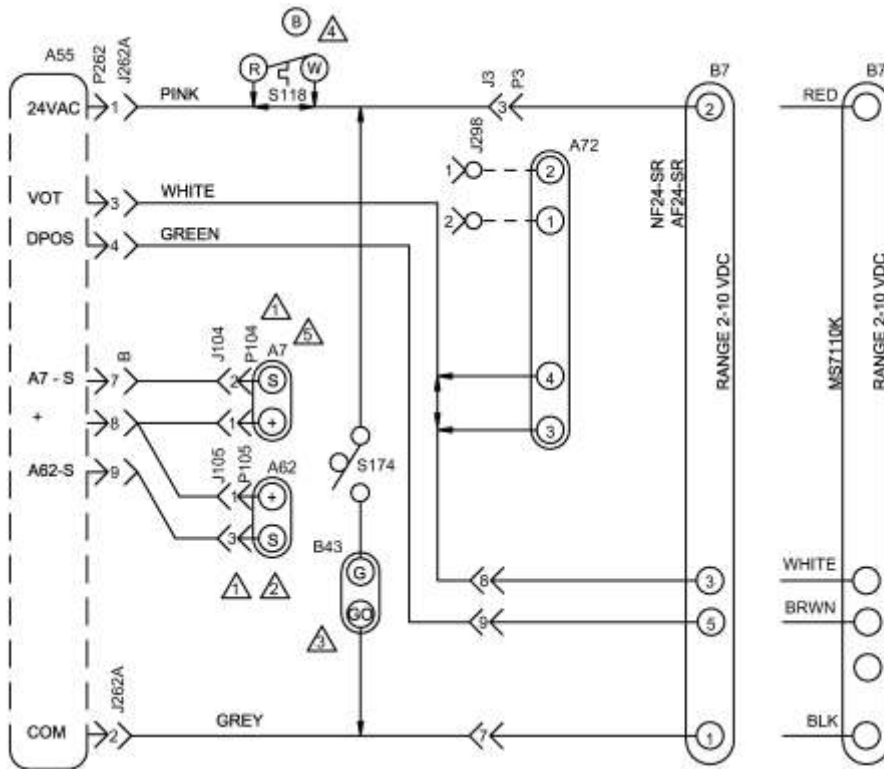 B
4
A55
P262
J262A
R
W
S118
24VAC
1
PINK
J3
P3
3
B7
2
RED
B7
J298
1
2
A72
2
1
VOT
3
WHITE
DPOS
4
GREEN
NF24-SR
AF24-SR
RANGE 2-10 VDC
MS7110K
RANGE 2-10 VDC
1
5
B
J104
P104
A7
A7 - S
7
2
S
+
8
1
+
4
3
J105
P105
A62
A62-S
9
1
+
3
S
S174
1
2
B43
G
GO
3
8
3
WHITE
9
5
BRWN
J262A
COM
2
GREY
7
1
BLK